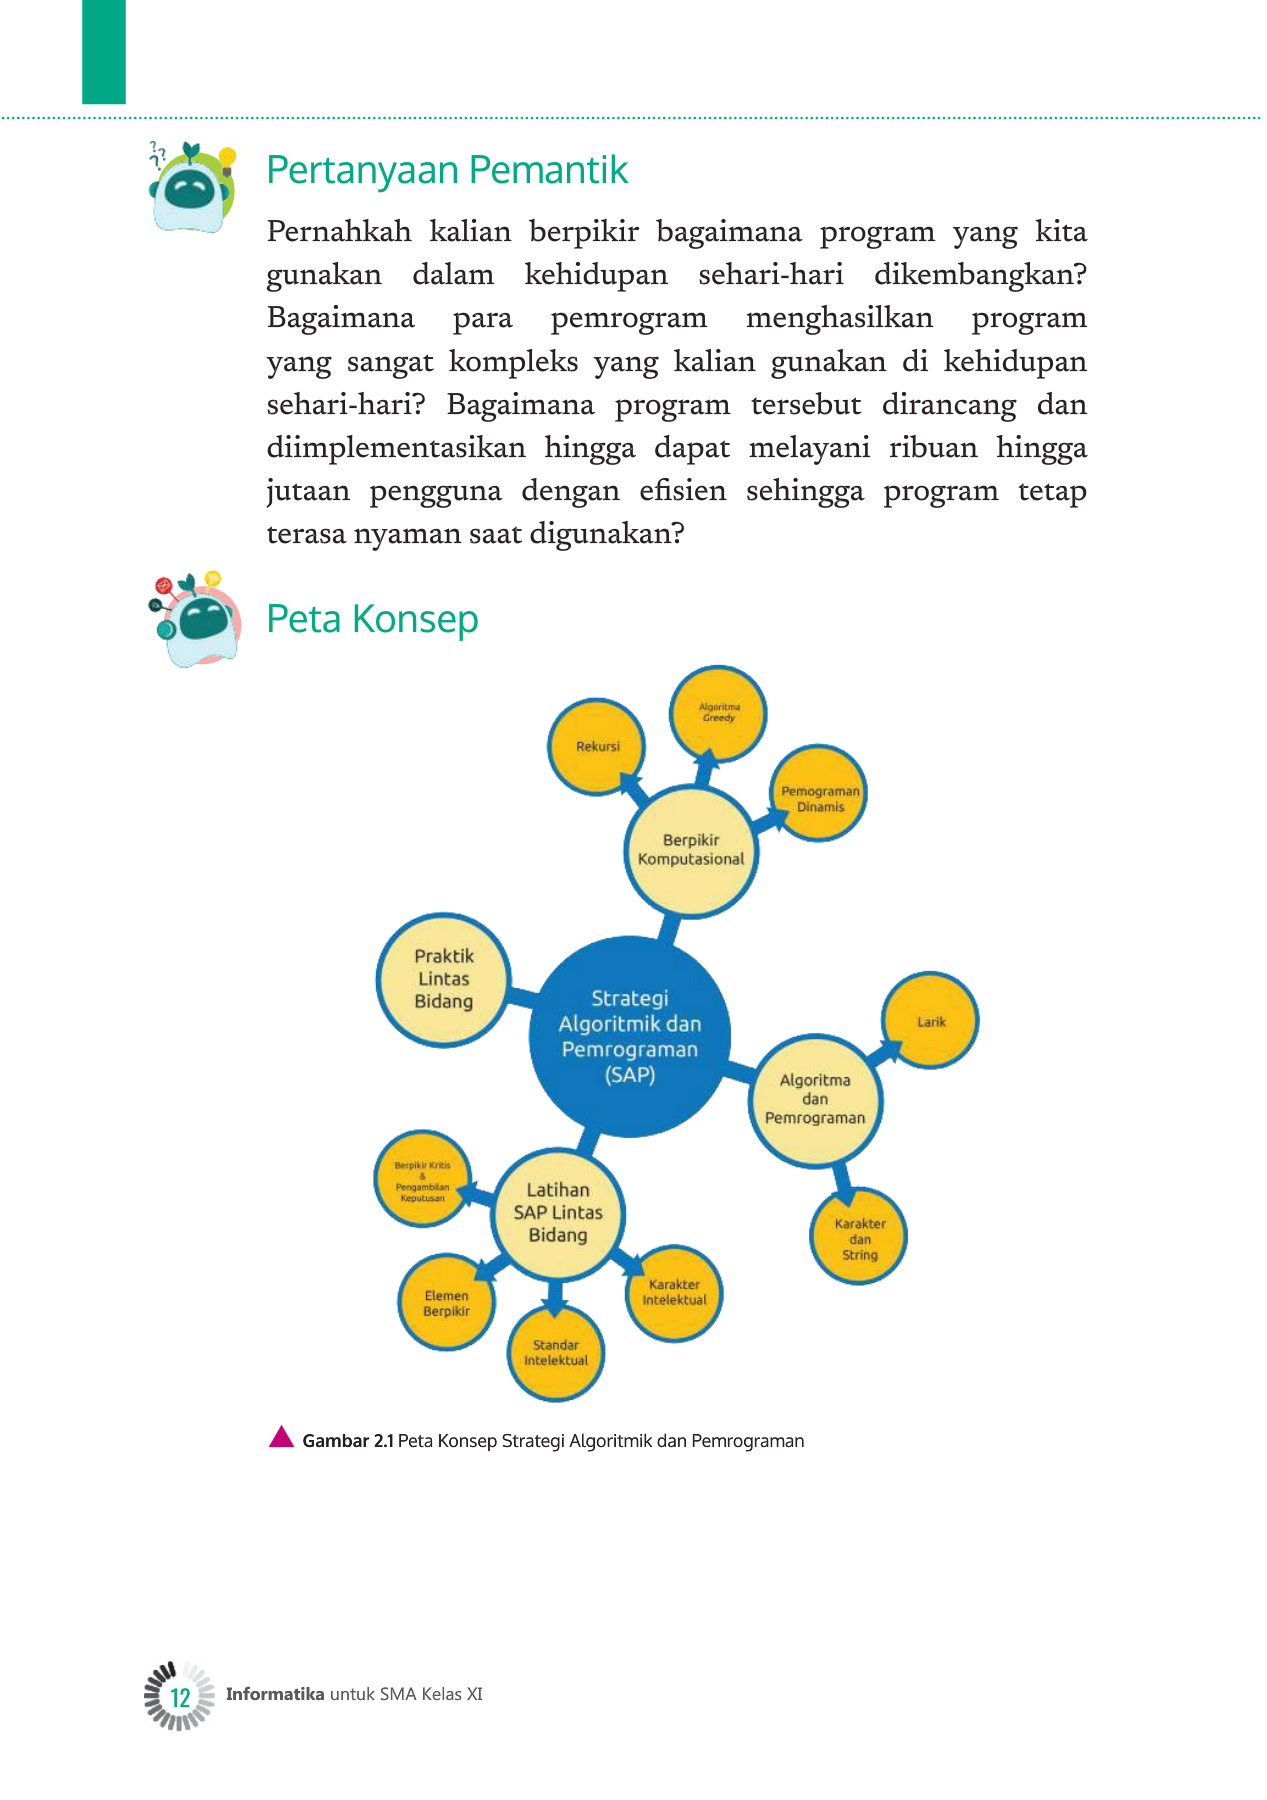 Pertanyaan Pemantik
Pernahkah kalian berpikir bagaimana program yang kita
gunakan dalam kehidupan sehari-hari dikembangkan?
Bagaimana para pemrogram menghasilkan program
yang sangat kompleks yang kalian gunakan di kehidupan
sehari-hari? Bagaimana program tersebut dirancang dan
diimplementasikan hingga dapat melayani ribuan hingga
jutaan pengguna dengan efisien sehingga program tetap
terasa nyaman saat digunakan?
Peta Konsep
Algoritma
Greedy
Rekursi
Pemograman
Dinamis
Berpikir
Komputasional
Praktik
Lintas
Bidang
Strategi
Algoritmik dan
Pemrograman
(SAP)
Larik
Algoritma
dan
Pemrograman
Karakter
dan
String
Berpikir Kritis
&
Pengambilan
Keputusan
Latihan
SAP Lintas
Bidang
Elemen
Berpikir
Standar
Intelektual
Karakter
Intelektual
Gambar 2.1 Peta Konsep Strategi Algoritmik dan Pemrograman
12
Informatika untuk SMA Kelas XI